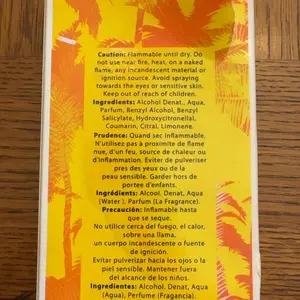 Caution: Flammable until dry. Do
not use near fire, heat, on a naked
flame, any incandescent material or
ignition source. Avoid spraying
towards the eyes or sensitive skin.
Keep out of reach of children.
Ingredients: Alcohol Denat., Aqua,
Parfum, Benzyl Alcohol, Benzyl
Salicylate, Hydroxycitronellal,
Coumarin, Citral, Limonene.
Prudence: Quand sec inflammable.
N'utilisez pas à proximite de flame
nue, d'un feu, source de chaleur ou
d'inflammation. Eviter de pulveriser
pres des yeux ou de la
peau sensible. Garder hors de
portee d'enfants.
Ingrédients: Alcool, Denat, Aqua
(Water ), Parfum (La Fragrance).
Precaución: Inflamable hasta
que se seque.
No utilice cerca del fuego, el calor,
sobre una llama,
un cuerpo incandescente o fuente
de ignición.
Evitar pulverizar hacia los ojos o la
piel sensible. Mantener fuera
del alcance de los niños.
Ingredientes: Alcohol, Denat, Aqua
(Agua), Perfume (Fragancia).